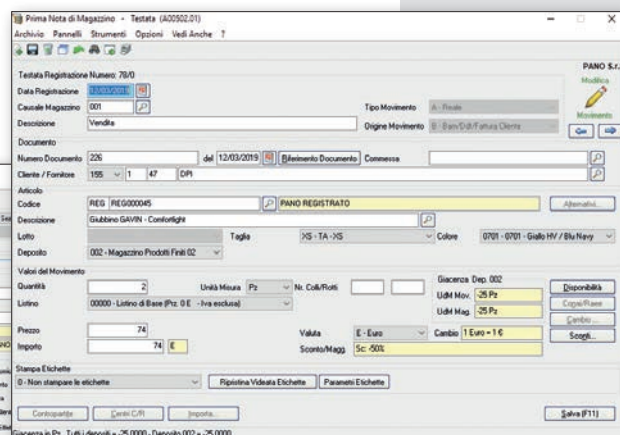 Prima Nota di Magazzino - Testata (A00502.01)
Archivio Pannelli Strumenti Opzioni Vedi Anche ?
PANO S.r.
Testata Registrazione Numero: 78/0
Modifica
Data Registrazione 12/03/2019
Causale Magazzino 001 Tipo Movimento A - Reale
Movimento
Descrizione Vendita Origine Movimento B - Bam/Ddt/Fattura Cliente
Documento
Numero Documento 226 del 12/03/2019 Riferimento Documento Commessa
Cliente / Fornitore 155 1 47 DPI
Articolo
Codice REG REG000045 PANO REGISTRATO Alternativi...
Descrizione Giubbino GAVIN - Comfortlight
Lotto Taglia XS - TA - XS Colore 0701 - 0701 - Giallo HV / Blu Navy
Deposito 002 - Magazzino Prodotti Finiti 02
Valori del Movimento
Giacenza Dep. 002
Quantità 2 Unità Misura Pz Nr. Colli/Rotti UdM Mov. -25 Pz Disponibilità
Listino 00000 - Listino di Base (Prz. 0 E - Iva esclusa) UdM Mag. -25 Pz
Cambio...
Prezzo 74 Valuta E - Euro Cambio 1 Euro = 1 € Sconti...
Importo 74 E Sconto/Magg. Sc: -50%
Stampa Etichette
0 - Non stampare le etichette Ripristina Videata Etichette Parametri Etichette
Contropartite Centri C/R Importa... Salva (F11)
Giacenza in Pz Tutti i depositi = -25,0000 - Deposito 002 = -25,0000